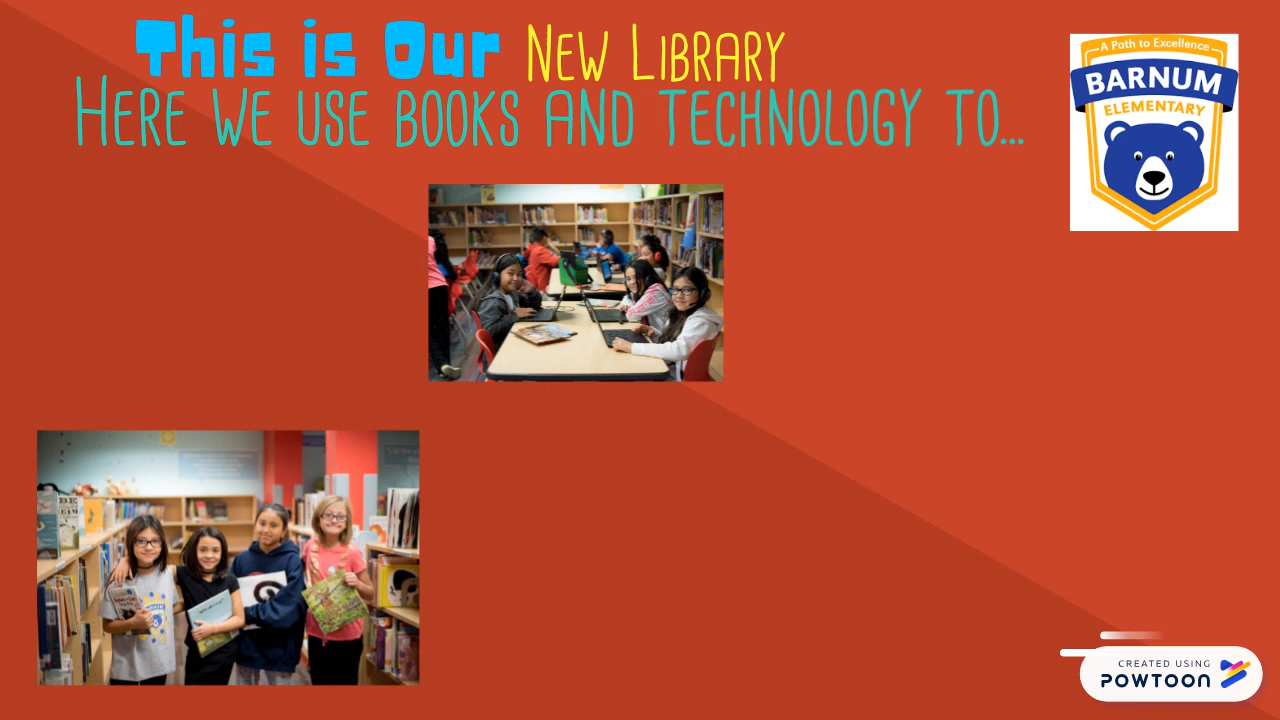 This is Our New Library
Here we use books and technology to...
A Path to Excellence
BARNUM
ELEMENTARY
BARNUM
CREATED USING
POWTOON